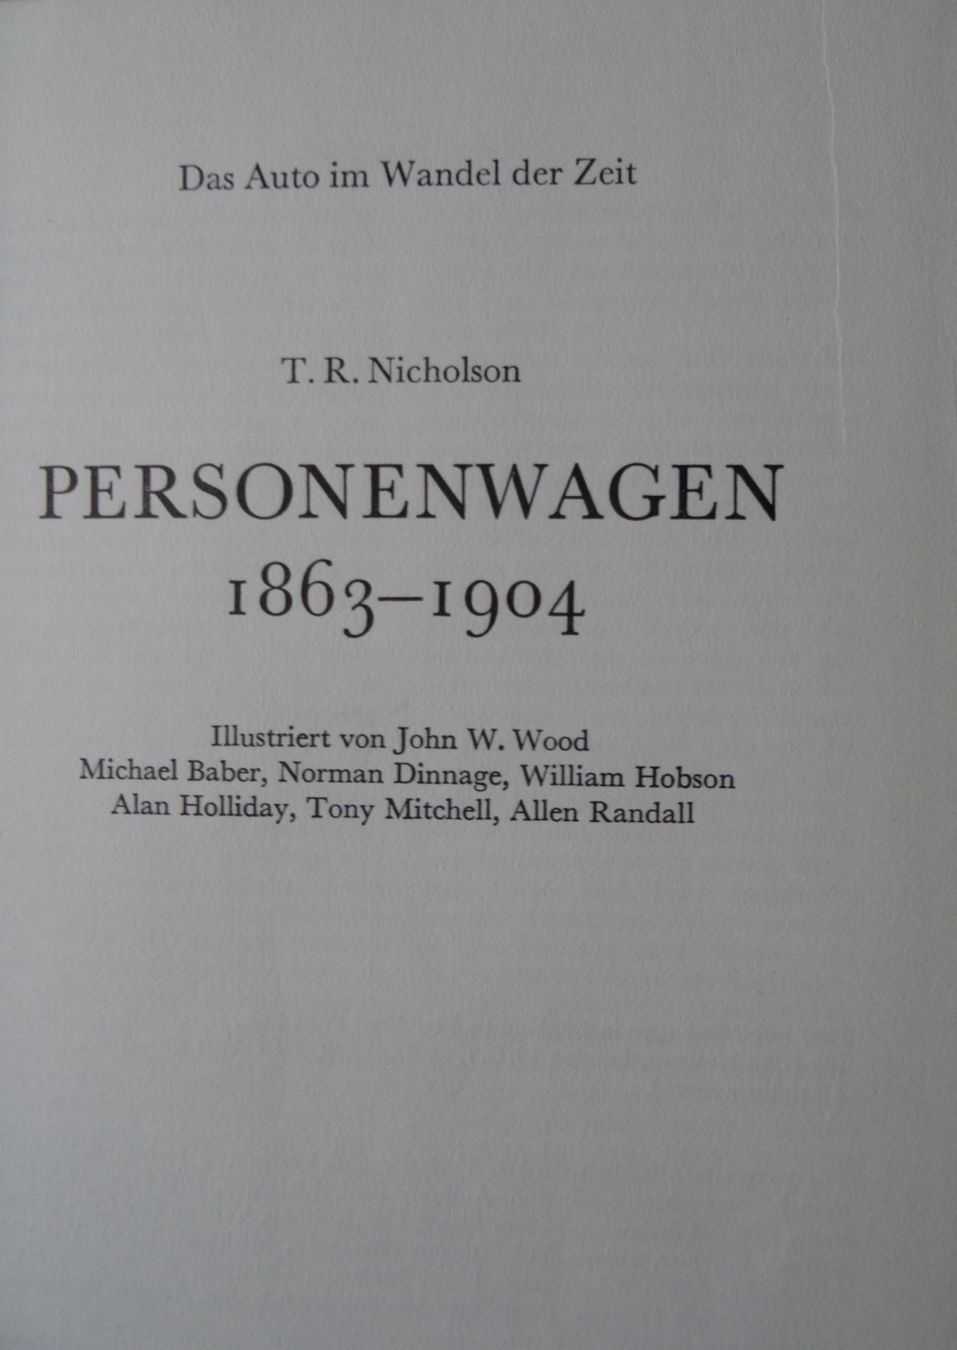 Das Auto im Wandel der Zeit
T. R. Nicholson
PERSONENWAGEN
1863–1904
Illustriert von John W. Wood
Michael Baber, Norman Dinnage, William Hobson
Alan Holliday, Tony Mitchell, Allen Randall